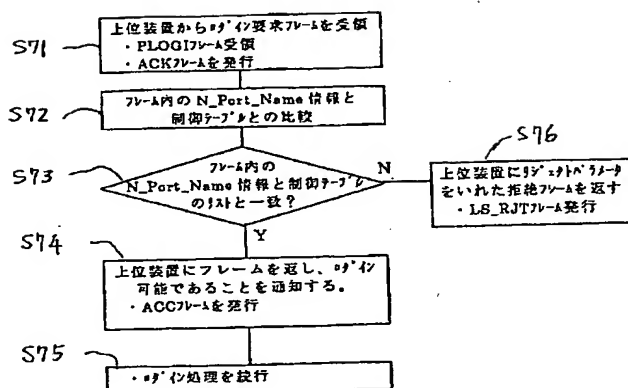 S71
上位装置からﾛｸﾞｲﾝ要求ﾌﾚｰﾑを受領
・PLOGIﾌﾚｰﾑ受領
・ACKﾌﾚｰﾑを発行
S72
ﾌﾚｰﾑ内の N_Port_Name 情報と
制御ﾃｰﾌﾞﾙとの比較
S73
ﾌﾚｰﾑ内の
N_Port_Name 情報と制御ﾃｰﾌﾞﾙ
のﾘｽﾄと一致？
N
Y
S76
上位装置にﾘｼﾞｪｸﾄﾊﾟﾗﾒｰﾀ
をいれた拒絶ﾌﾚｰﾑを返す
・LS_RJTﾌﾚｰﾑ発行
S74
上位装置にフレームを返し、ﾛｸﾞｲﾝ
可能であることを通知する。
・ACCﾌﾚｰﾑを発行
S75
・ﾛｸﾞｲﾝ処理を続行